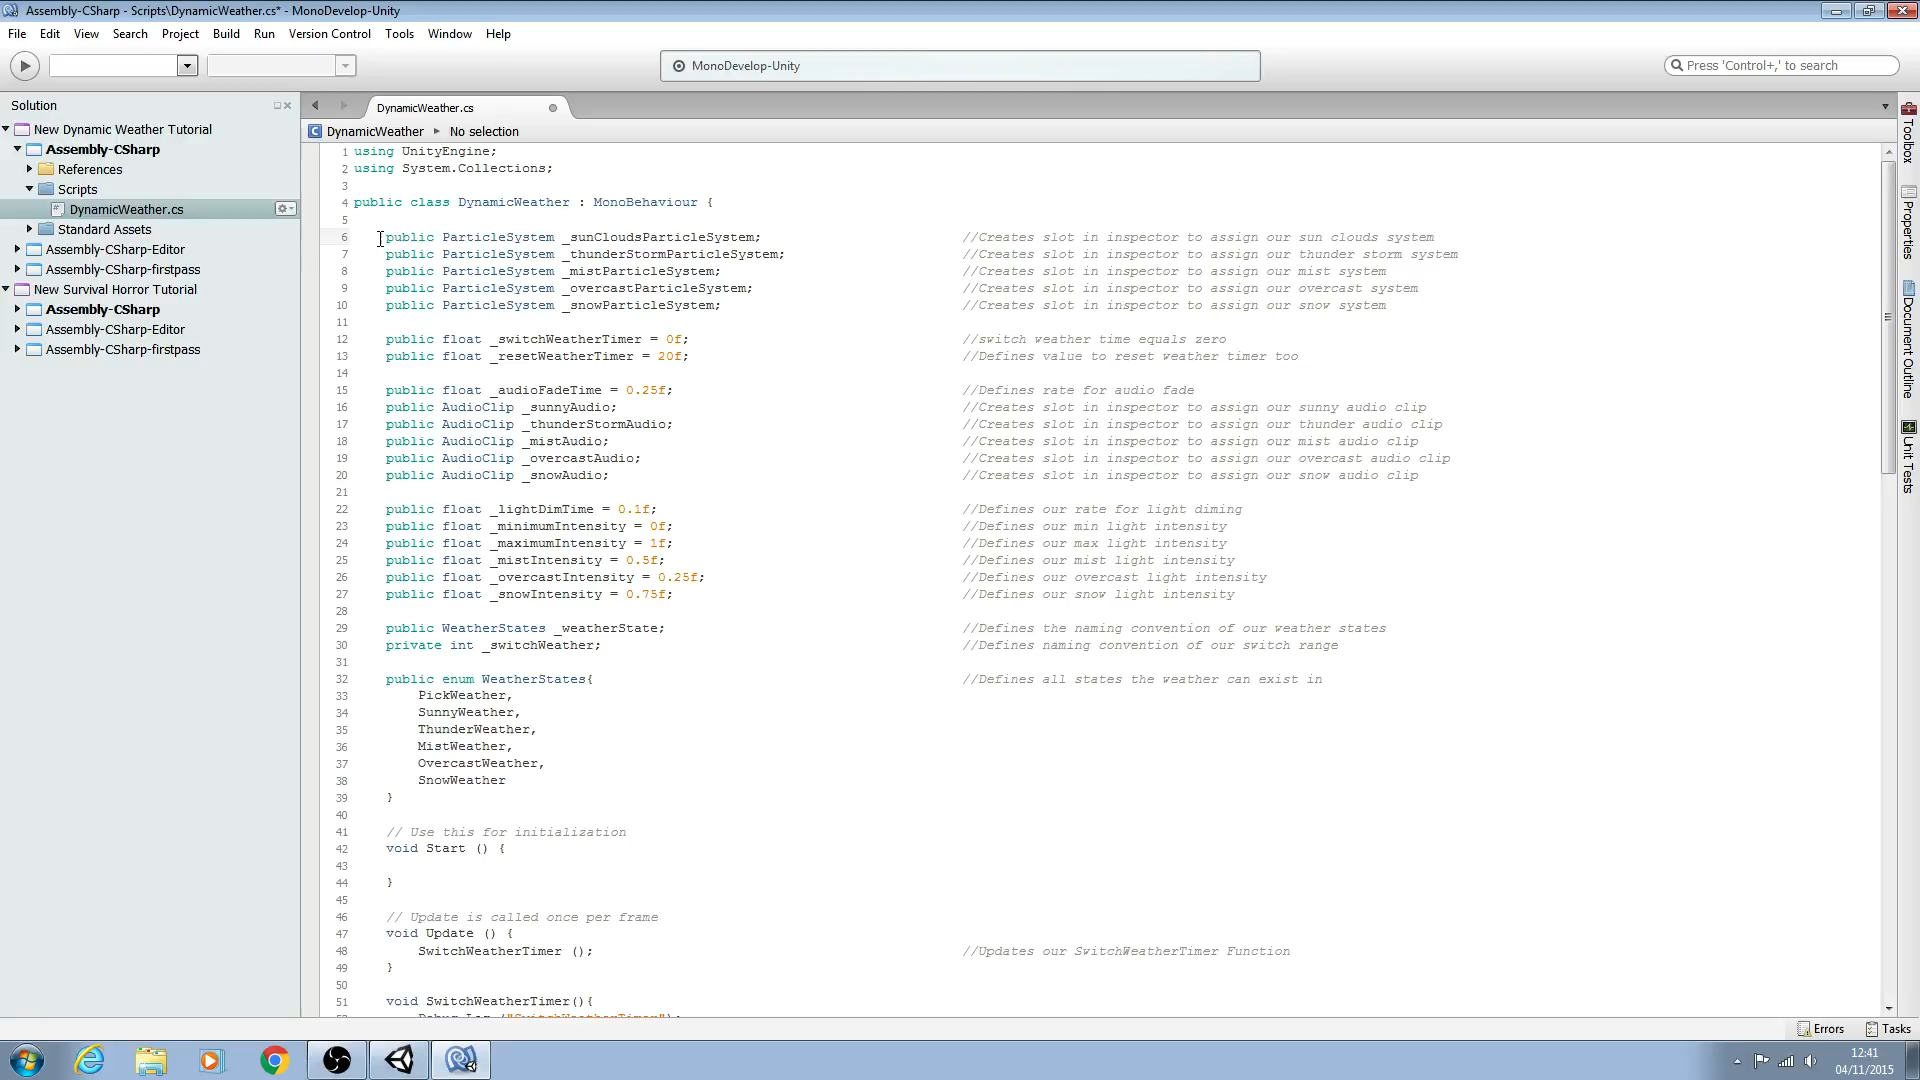 Assembly-CSharp - Scripts\DynamicWeather.cs* - MonoDevelop-Unity
File Edit View Search Project Build Run Version Control Tools Window Help
MonoDevelop-Unity
Press 'Control+,' to search
Solution
New Dynamic Weather Tutorial
Assembly-CSharp
References
Scripts
DynamicWeather.cs
Standard Assets
Assembly-CSharp-Editor
Assembly-CSharp-firstpass
New Survival Horror Tutorial
Assembly-CSharp
Assembly-CSharp-Editor
Assembly-CSharp-firstpass
DynamicWeather.cs
DynamicWeather No selection
1 using UnityEngine;
2 using System.Collections;
3
4 public class DynamicWeather : MonoBehaviour {
5
6 public ParticleSystem _sunCloudsParticleSystem; //Creates slot in inspector to assign our sun clouds system
7 public ParticleSystem _thunderStormParticleSystem; //Creates slot in inspector to assign our thunder storm system
8 public ParticleSystem _mistParticleSystem; //Creates slot in inspector to assign our mist system
9 public ParticleSystem _overcastParticleSystem; //Creates slot in inspector to assign our overcast system
10 public ParticleSystem _snowParticleSystem; //Creates slot in inspector to assign our snow system
11
12 public float _switchWeatherTimer = 0f; //switch weather time equals zero
13 public float _resetWeatherTimer = 20f; //Defines value to reset weather timer too
14
15 public float _audioFadeTime = 0.25f; //Defines rate for audio fade
16 public AudioClip _sunnyAudio; //Creates slot in inspector to assign our sunny audio clip
17 public AudioClip _thunderStormAudio; //Creates slot in inspector to assign our thunder audio clip
18 public AudioClip _mistAudio; //Creates slot in inspector to assign our mist audio clip
19 public AudioClip _overcastAudio; //Creates slot in inspector to assign our overcast audio clip
20 public AudioClip _snowAudio; //Creates slot in inspector to assign our snow audio clip
21
22 public float _lightDimTime = 0.1f; //Defines our rate for light diming
23 public float _minimumIntensity = 0f; //Defines our min light intensity
24 public float _maximumIntensity = 1f; //Defines our max light intensity
25 public float _mistIntensity = 0.5f; //Defines our mist light intensity
26 public float _overcastIntensity = 0.25f; //Defines our overcast light intensity
27 public float _snowIntensity = 0.75f; //Defines our snow light intensity
28
29 public WeatherStates _weatherState; //Defines the naming convention of our weather states
30 private int _switchWeather; //Defines naming convention of our switch range
31
32 public enum WeatherStates{ //Defines all states the weather can exist in
33 PickWeather,
34 SunnyWeather,
35 ThunderWeather,
36 MistWeather,
37 OvercastWeather,
38 SnowWeather
39 }
40
41 // Use this for initialization
42 void Start () {
43
44 }
45
46 // Update is called once per frame
47 void Update () {
48 SwitchWeatherTimer (); //Updates our SwitchWeatherTimer Function
49 }
50
51 void SwitchWeatherTimer(){
Toolbox
Properties
Document Outline
Unit Tests
Errors Tasks
12:41
04/11/2015